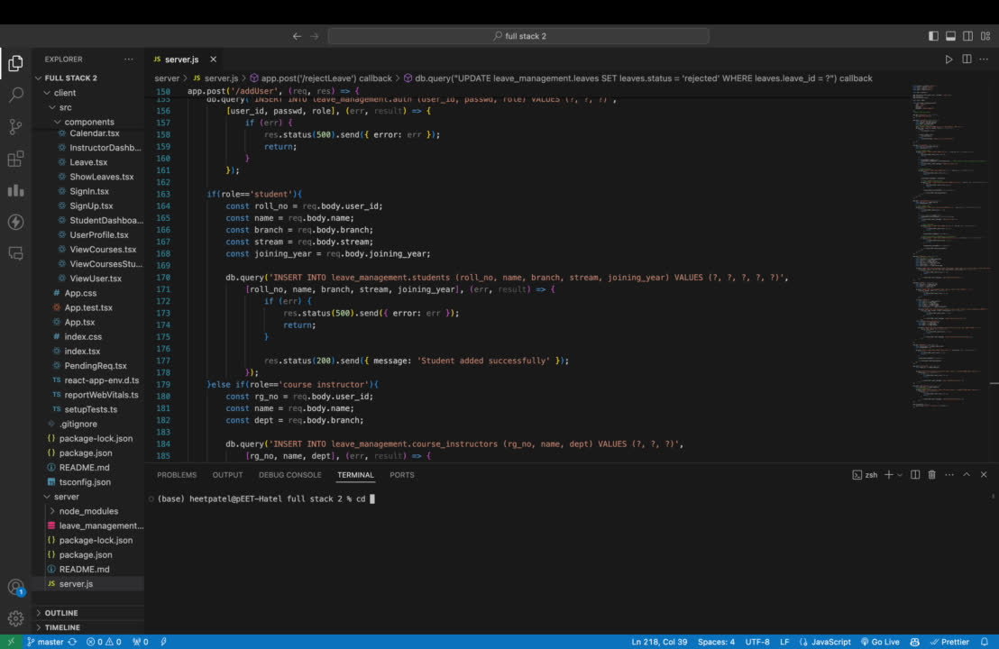 full stack 2
EXPLORER
FULL STACK 2
client
src
components
Calendar.tsx
InstructorDashb...
Leave.tsx
ShowLeaves.tsx
SignIn.tsx
SignUp.tsx
StudentDashboa...
UserProfile.tsx
ViewCourses.tsx
ViewCoursesStu...
ViewUser.tsx
App.css
App.test.tsx
App.tsx
index.css
index.tsx
PendingReq.tsx
TS react-app-env.d.ts
TS reportWebVitals.ts
TS setupTests.ts
.gitignore
{} package-lock.json
{} package.json
README.md
tsconfig.json
server
node_modules
leave_management...
{} package-lock.json
{} package.json
README.md
JS server.js
OUTLINE
TIMELINE
JS server.js
server > JS server.js > app.post('/rejectLeave') callback > db.query("UPDATE leave_management.leaves SET leaves.status = 'rejected' WHERE leaves.leave_id = ?") callback
150 app.post('/addUser', (req, res) => {
155 db.query('INSERT INTO leave_management.auth (user_id, passwd, role) VALUES (?, ?, ?)',
156 [user_id, passwd, role], (err, result) => {
157 if (err) {
158 res.status(500).send({ error: err });
159 return;
160 }
161 });
162
163 if(role=='student'){
164 const roll_no = req.body.user_id;
165 const name = req.body.name;
166 const branch = req.body.branch;
167 const stream = req.body.stream;
168 const joining_year = req.body.joining_year;
169
170 db.query('INSERT INTO leave_management.students (roll_no, name, branch, stream, joining_year) VALUES (?, ?, ?, ?, ?)',
171 [roll_no, name, branch, stream, joining_year], (err, result) => {
172 if (err) {
173 res.status(500).send({ error: err });
174 return;
175 }
176
177 res.status(200).send({ message: 'Student added successfully' });
178 });
179 }else if(role=='course instructor'){
180 const rg_no = req.body.user_id;
181 const name = req.body.name;
182 const dept = req.body.branch;
183
184 db.query('INSERT INTO leave_management.course_instructors (rg_no, name, dept) VALUES (?, ?, ?)',
185 [rg_no, name, dept], (err, result) => {
PROBLEMS OUTPUT DEBUG CONSOLE TERMINAL PORTS
zsh
(base) heetpatel@pEET-Hatel full stack 2 % cd
1
master 0 0 0
Ln 218, Col 39 Spaces: 4 UTF-8 LF {} JavaScript Go Live Prettier